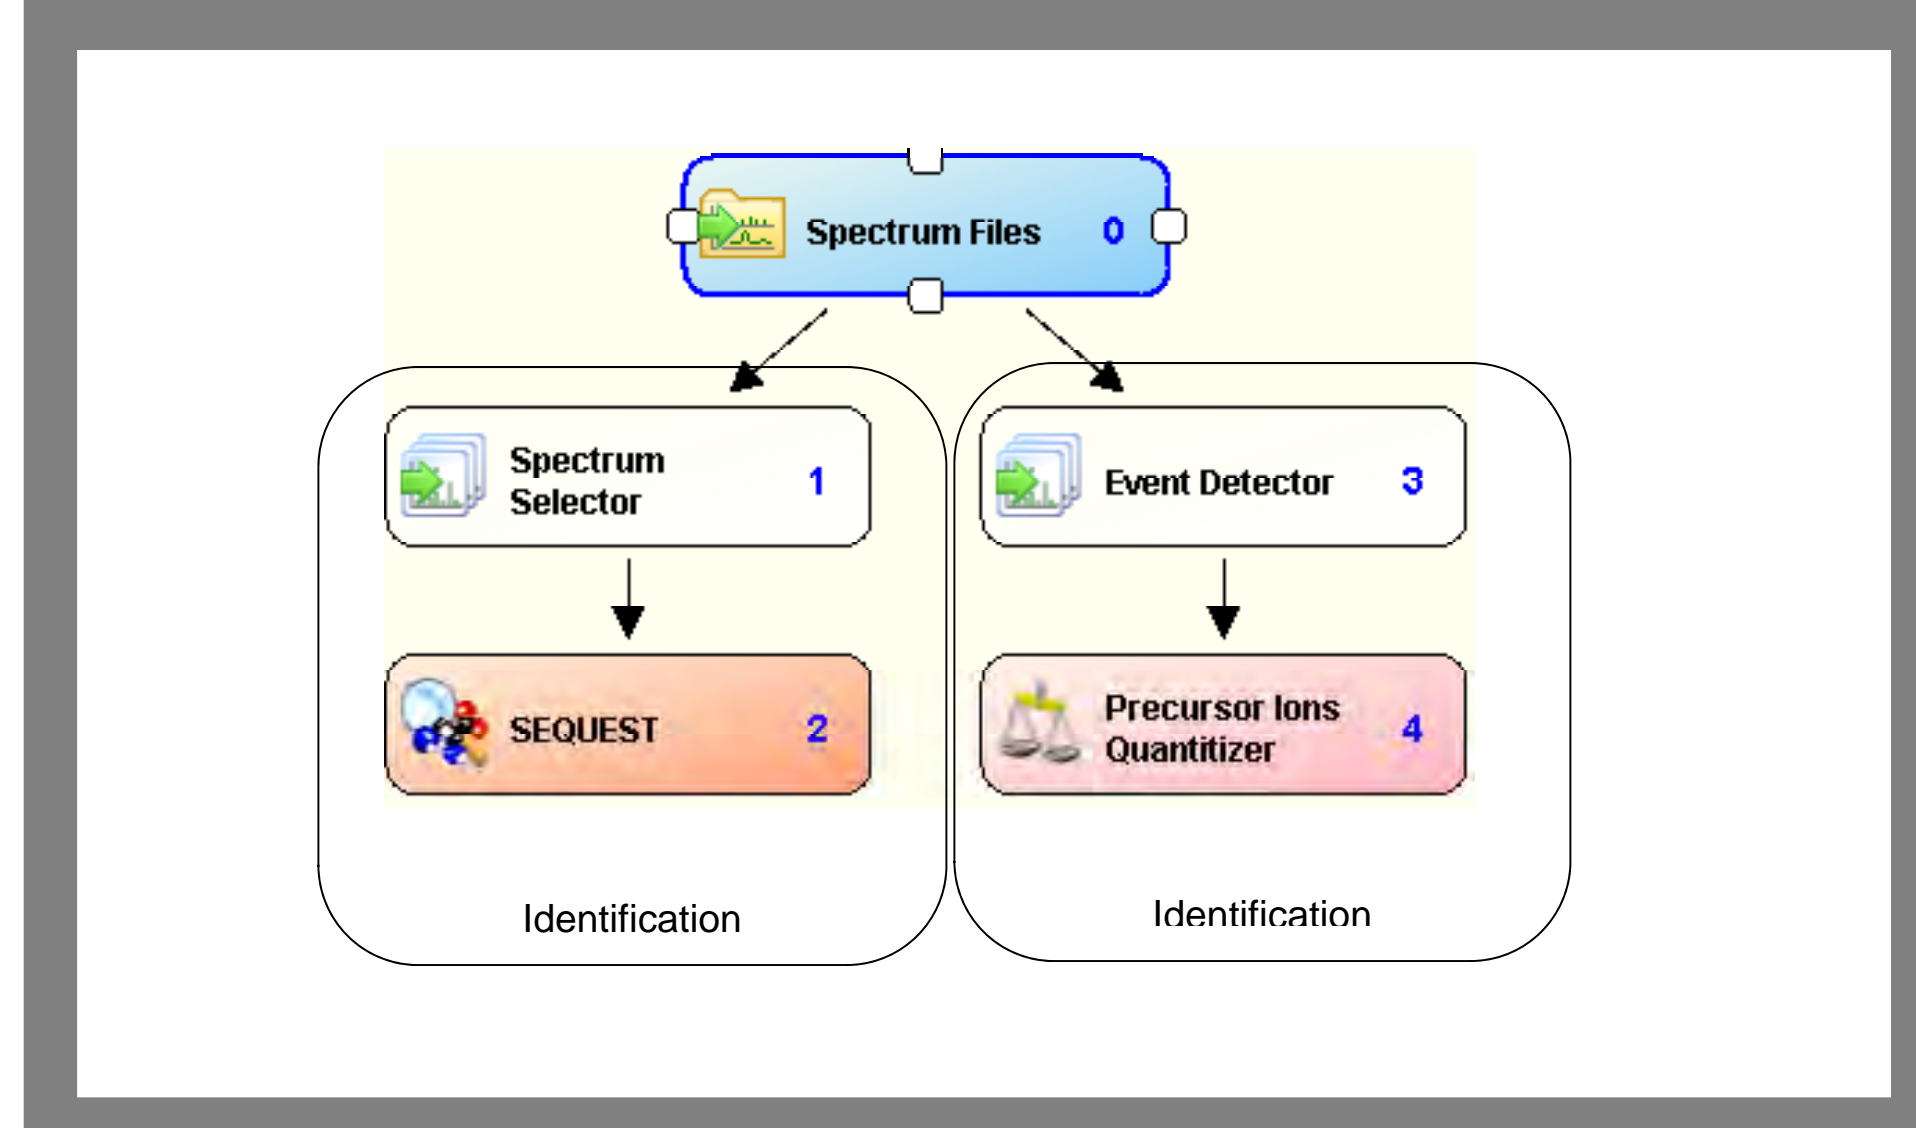 Spectrum Files 0
Spectrum
Selector
1
Event Detector 3
SEQUEST 2
Precursor Ions
Quantitizer
4
Identification
Identification